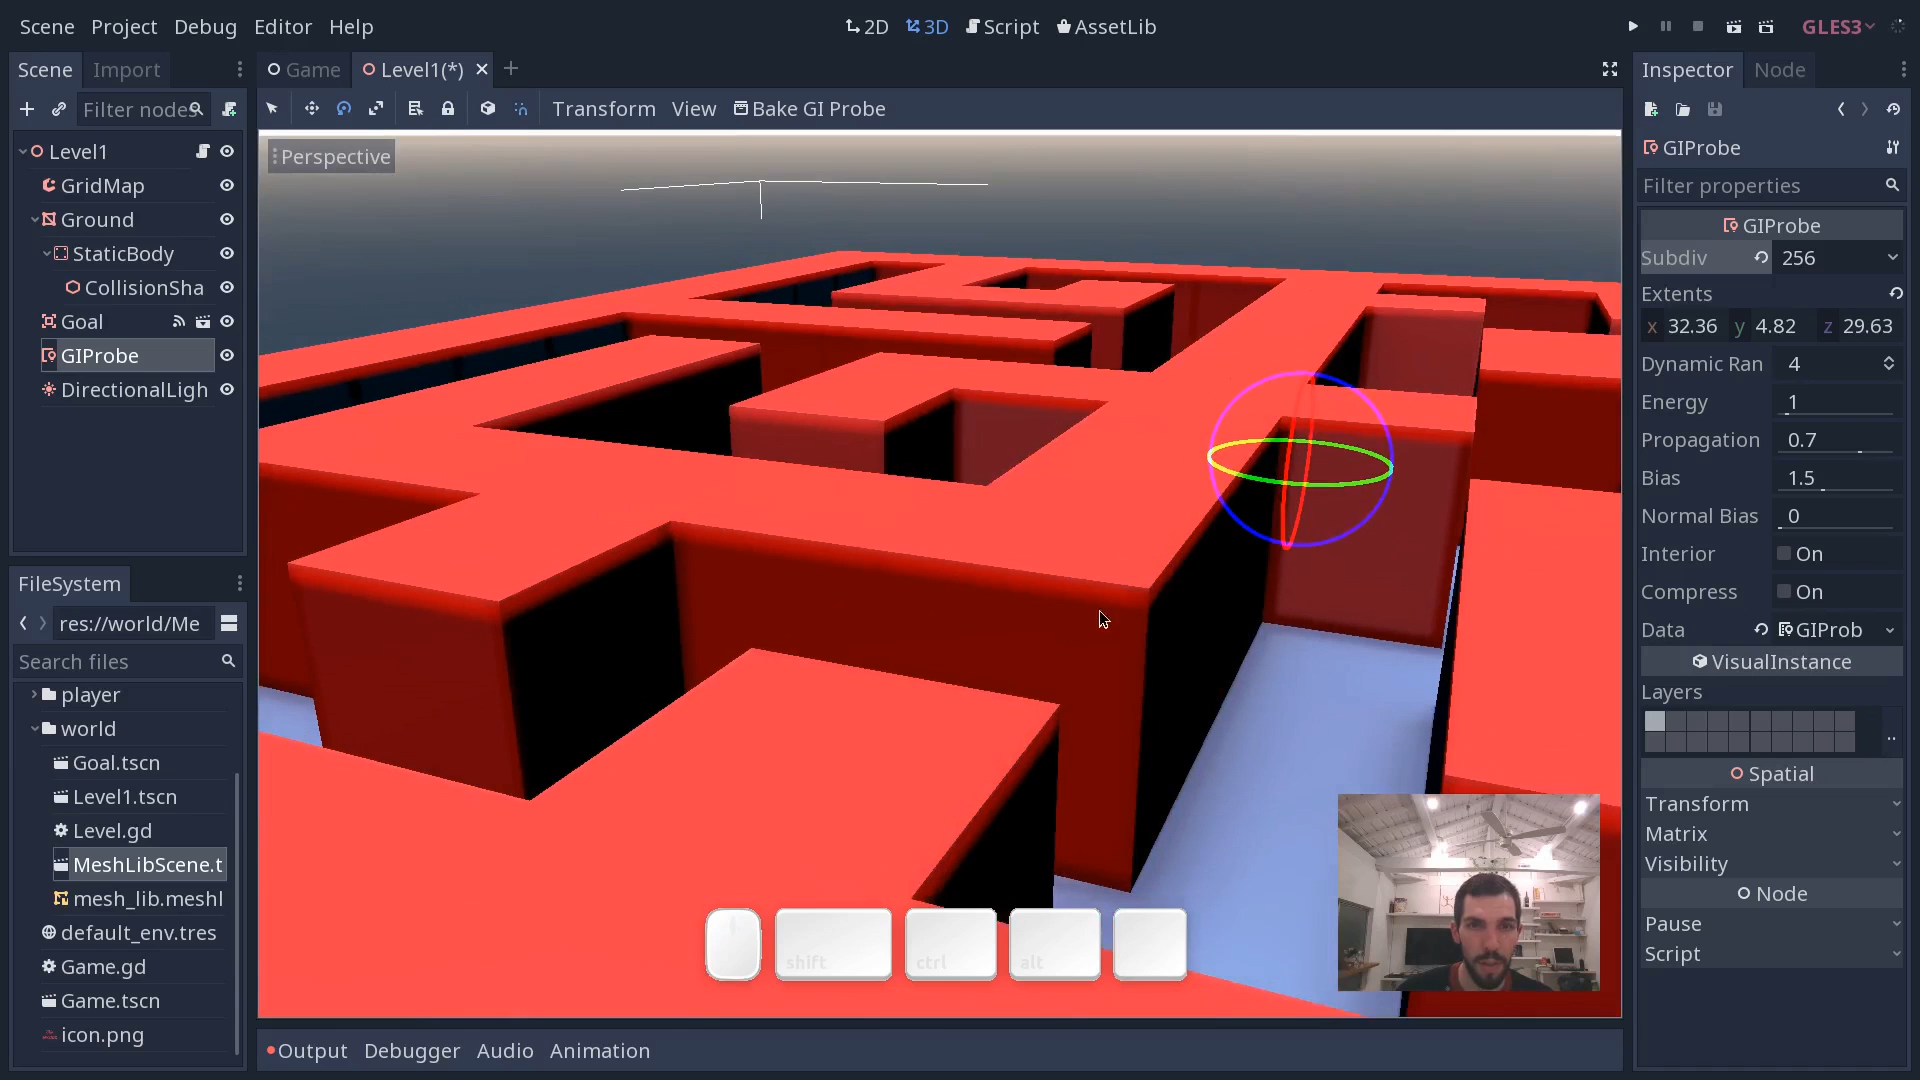 Scene Project Debug Editor Help
2D 3D Script AssetLib
GLES3
Scene Import
Filter nodes
Level1
GridMap
Ground
StaticBody
CollisionSha
Goal
GIProbe
DirectionalLigh
FileSystem
res://world/Me
Search files
player
world
Goal.tscn
Level1.tscn
Level.gd
MeshLibScene.t
mesh_lib.meshl
default_env.tres
Game.gd
Game.tscn
icon.png
Game Level1(*)
Transform View Bake GI Probe
Perspective
shift ctrl alt
Output Debugger Audio Animation
Inspector Node
GIProbe
Filter properties
GIProbe
Subdiv 256
Extents
x 32.36 y 4.82 z 29.63
Dynamic Ran 4
Energy 1
Propagation 0.7
Bias 1.5
Normal Bias 0
Interior On
Compress On
Data GIProb
VisualInstance
Layers
..
Spatial
Transform
Matrix
Visibility
Node
Pause
Script